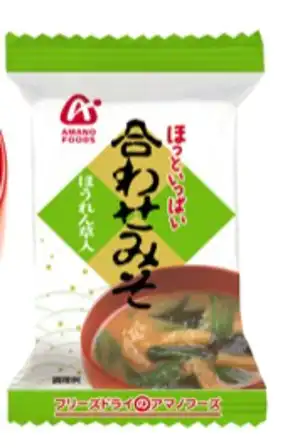 AMANO
FOODS
ほっといっぱい
合わせみそ
ほうれん草入
調理例
フリーズドライのアマノフーズ